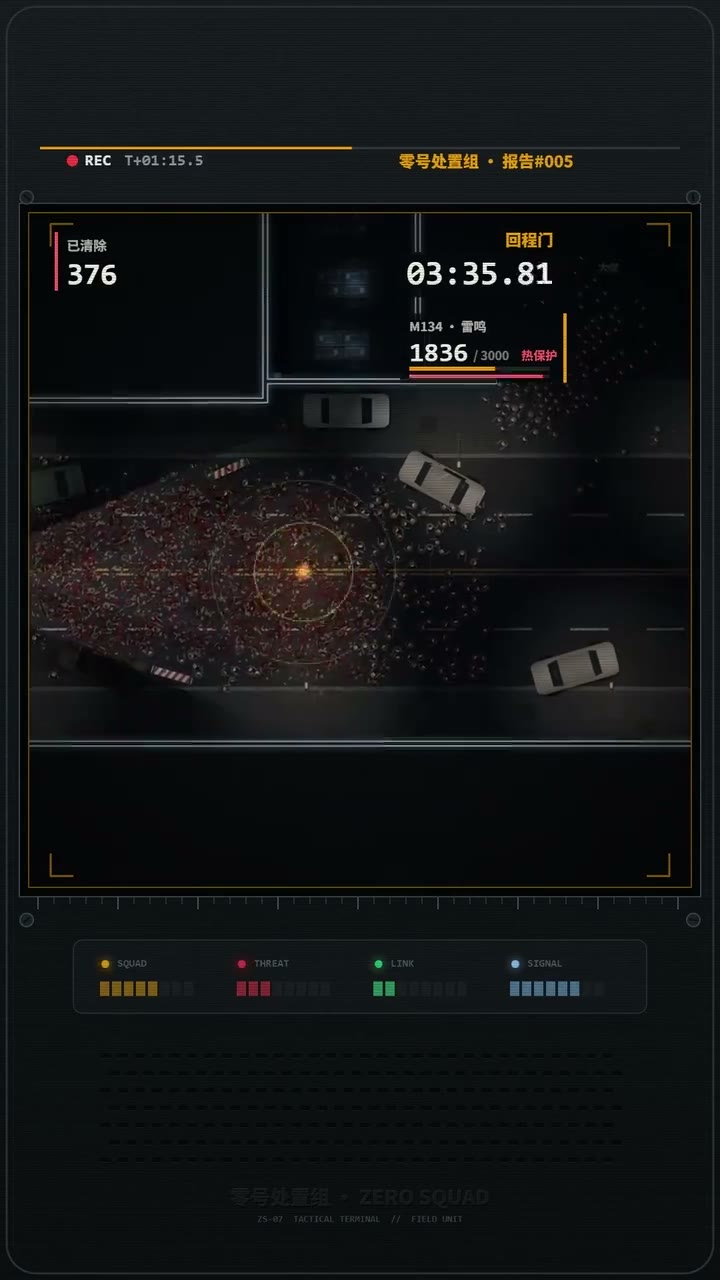 REC T+01:15.5
零号处置组 · 报告#005
已清除
376
回程门
03:35.81
M134 · 雷鸣
1836 / 3000 热保护
SQUAD
THREAT
LINK
SIGNAL
零号处置组 · ZERO SQUAD
ZS-07 TACTICAL TERMINAL // FIELD UNIT